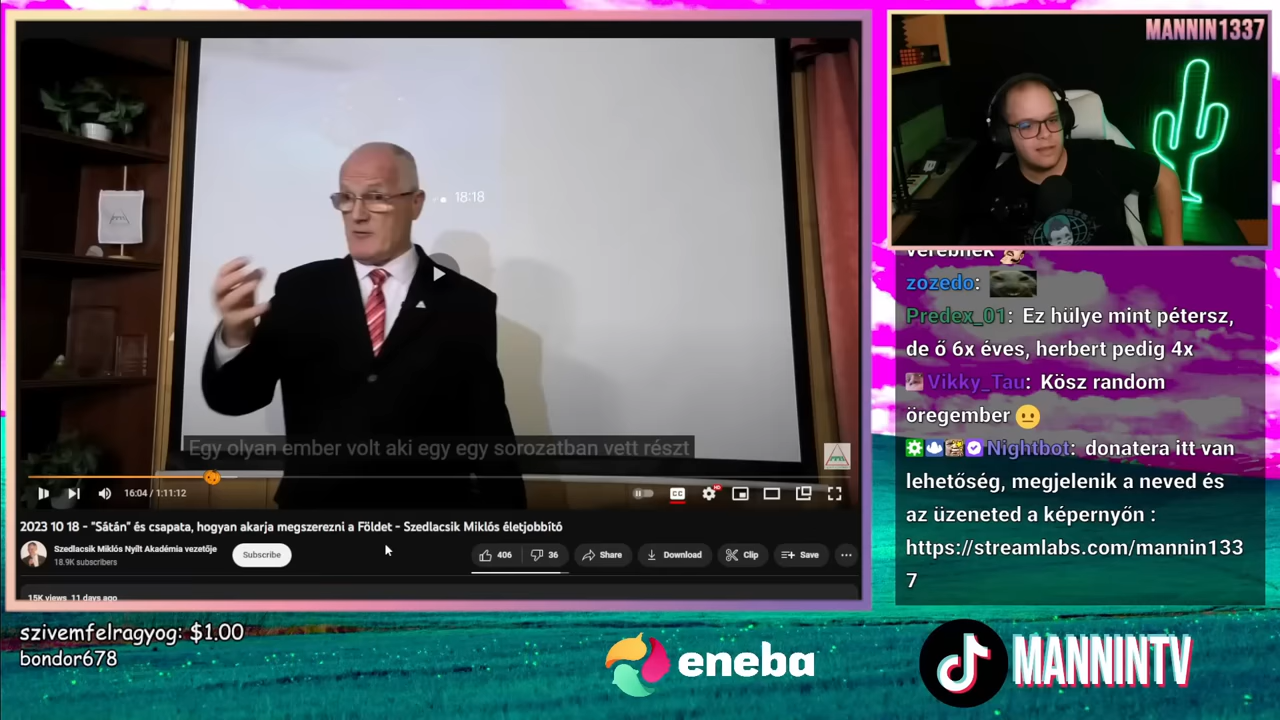 MANNIN1337
18:18
Egy olyan ember volt aki egy egy sorozatban vett részt
16:04 / 1:11:12
CC
HD
2023 10 18 - "Sátán" és csapata, hogyan akarja megszerezni a Földet - Szedlacsik Miklós életjobbító
Szedlacsik Miklós Nyílt Akadémia vezetője
18.9K subscribers
Subscribe
406
36
Share
Download
Clip
Save
15K views 11 days ago
verebnek
zozedo:
Predex_01: Ez hülye mint pétersz,
de ő 6x éves, herbert pedig 4x
Vikky_Tau: Kösz random
öregember
Nightbot: donatera itt van
lehetőség, megjelenik a neved és
az üzeneted a képernyőn :
https://streamlabs.com/mannin133
7
szivemfelragyog: $1.00
bondor678
eneba
MANNINTV